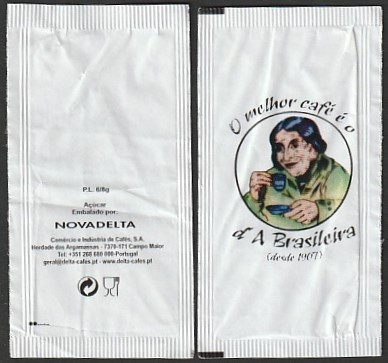 P.L. 6/8g
Açúcar
Embalado por:
NOVADELTA
Comércio e Indústria de Cafés, S.A.
Herdade das Argamassas - 7370-171 Campo Maior
Tel: +351 268 680 000-Portugal
geral@delta-cafes.pt - www.delta-cafes.pt
O melhor café é o
d' A Brasileira
(desde 1907)